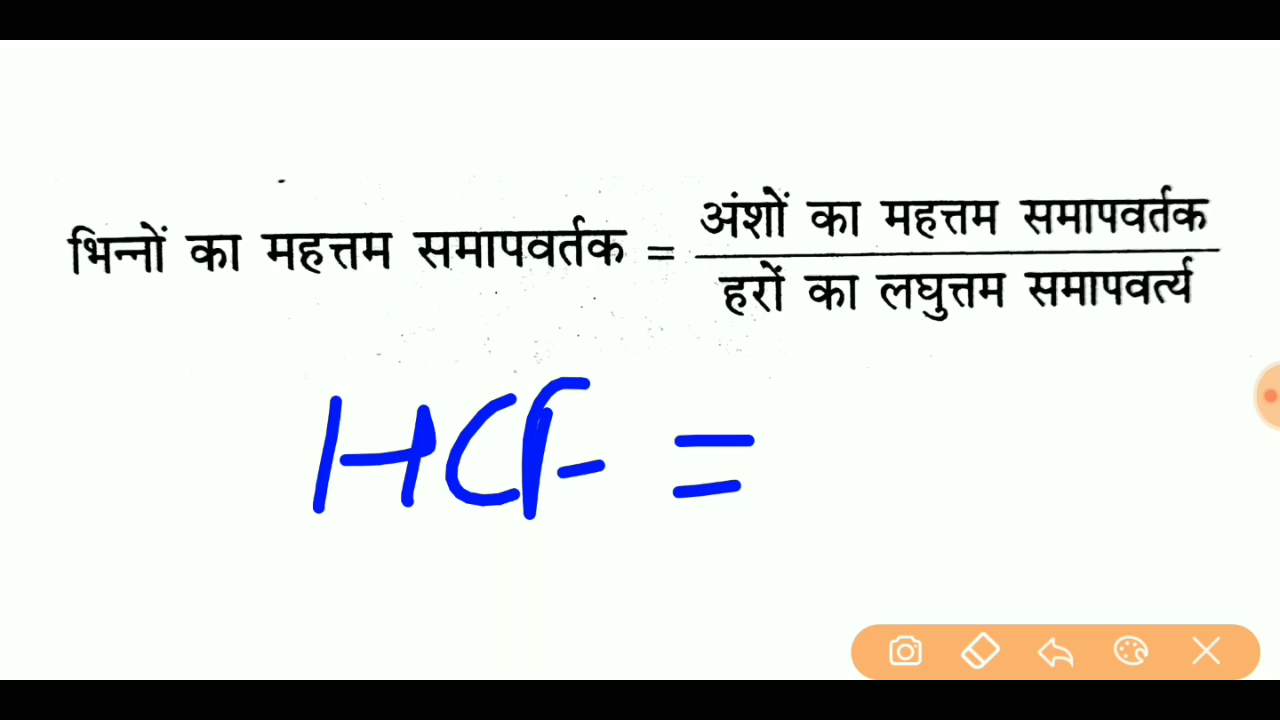 भिन्नों का महत्तम समापवर्तक = अंशों का महत्तम समापवर्तक
हरों का लघुत्तम समापवर्त्य
HCF =